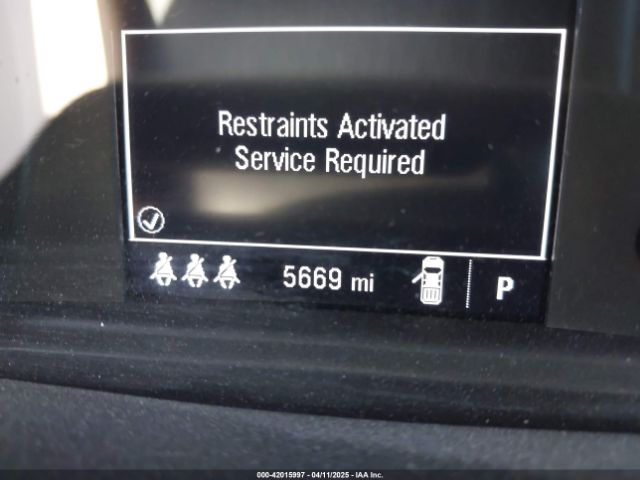 Restraints Activated
Service Required
5669 mi
P
000-42015997 - 04/11/2025 - IAA Inc.